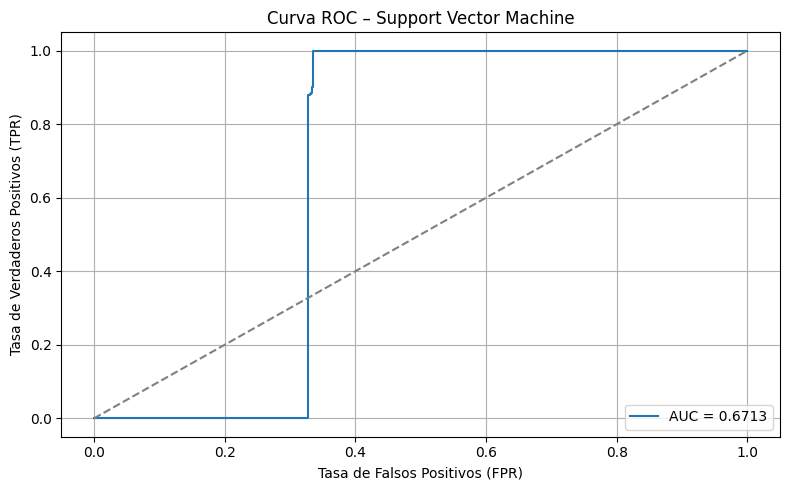 Curva ROC – Support Vector Machine
1.0
0.8
0.6
0.4
0.2
0.0
Tasa de Verdaderos Positivos (TPR)
AUC = 0.6713
0.0 0.2 0.4 0.6 0.8 1.0
Tasa de Falsos Positivos (FPR)